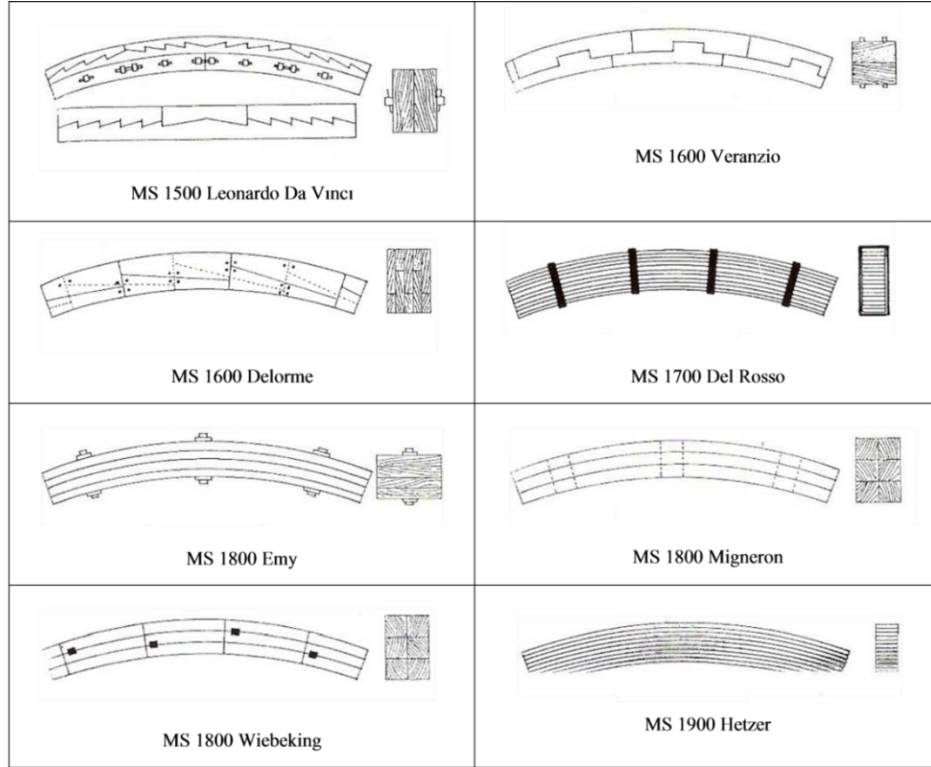 MS 1500 Leonardo Da Vıncı
MS 1600 Veranzio
MS 1600 Delorme
MS 1700 Del Rosso
MS 1800 Emy
MS 1800 Migneron
MS 1800 Wiebeking
MS 1900 Hetzer